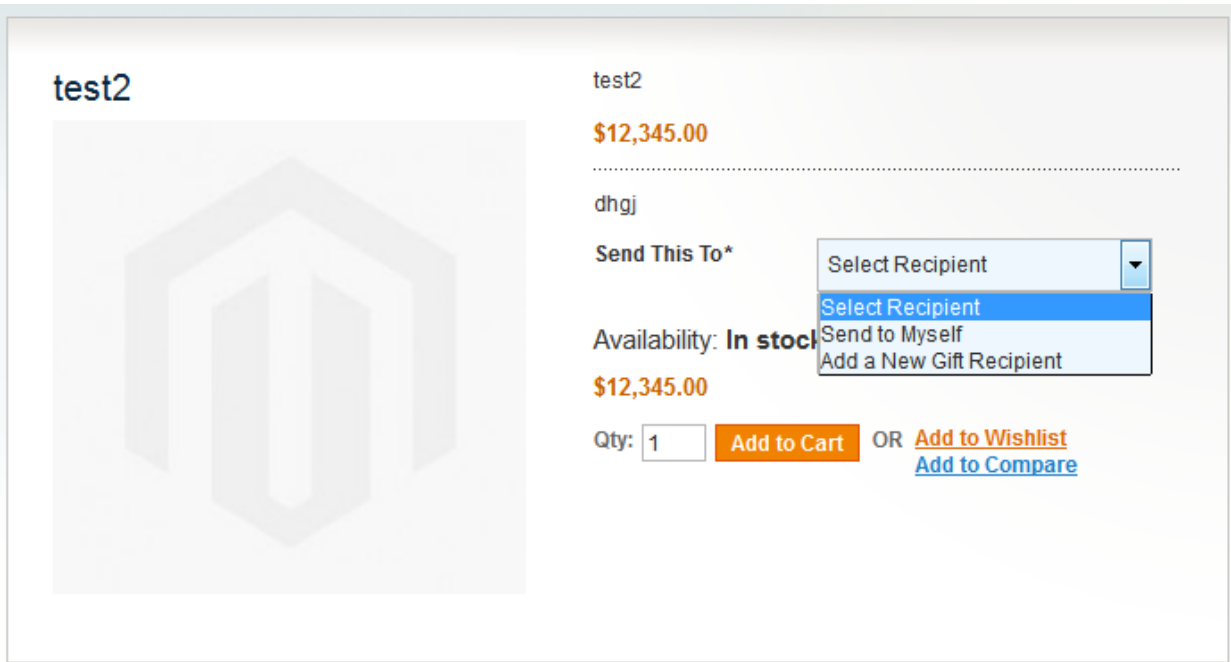 test2
test2
$12,345.00
dhgj
Send This To*
Select Recipient
Select Recipient
Send to Myself
Add a New Gift Recipient
Availability: In stock
$12,345.00
Qty: 1 Add to Cart OR Add to Wishlist
Add to Compare